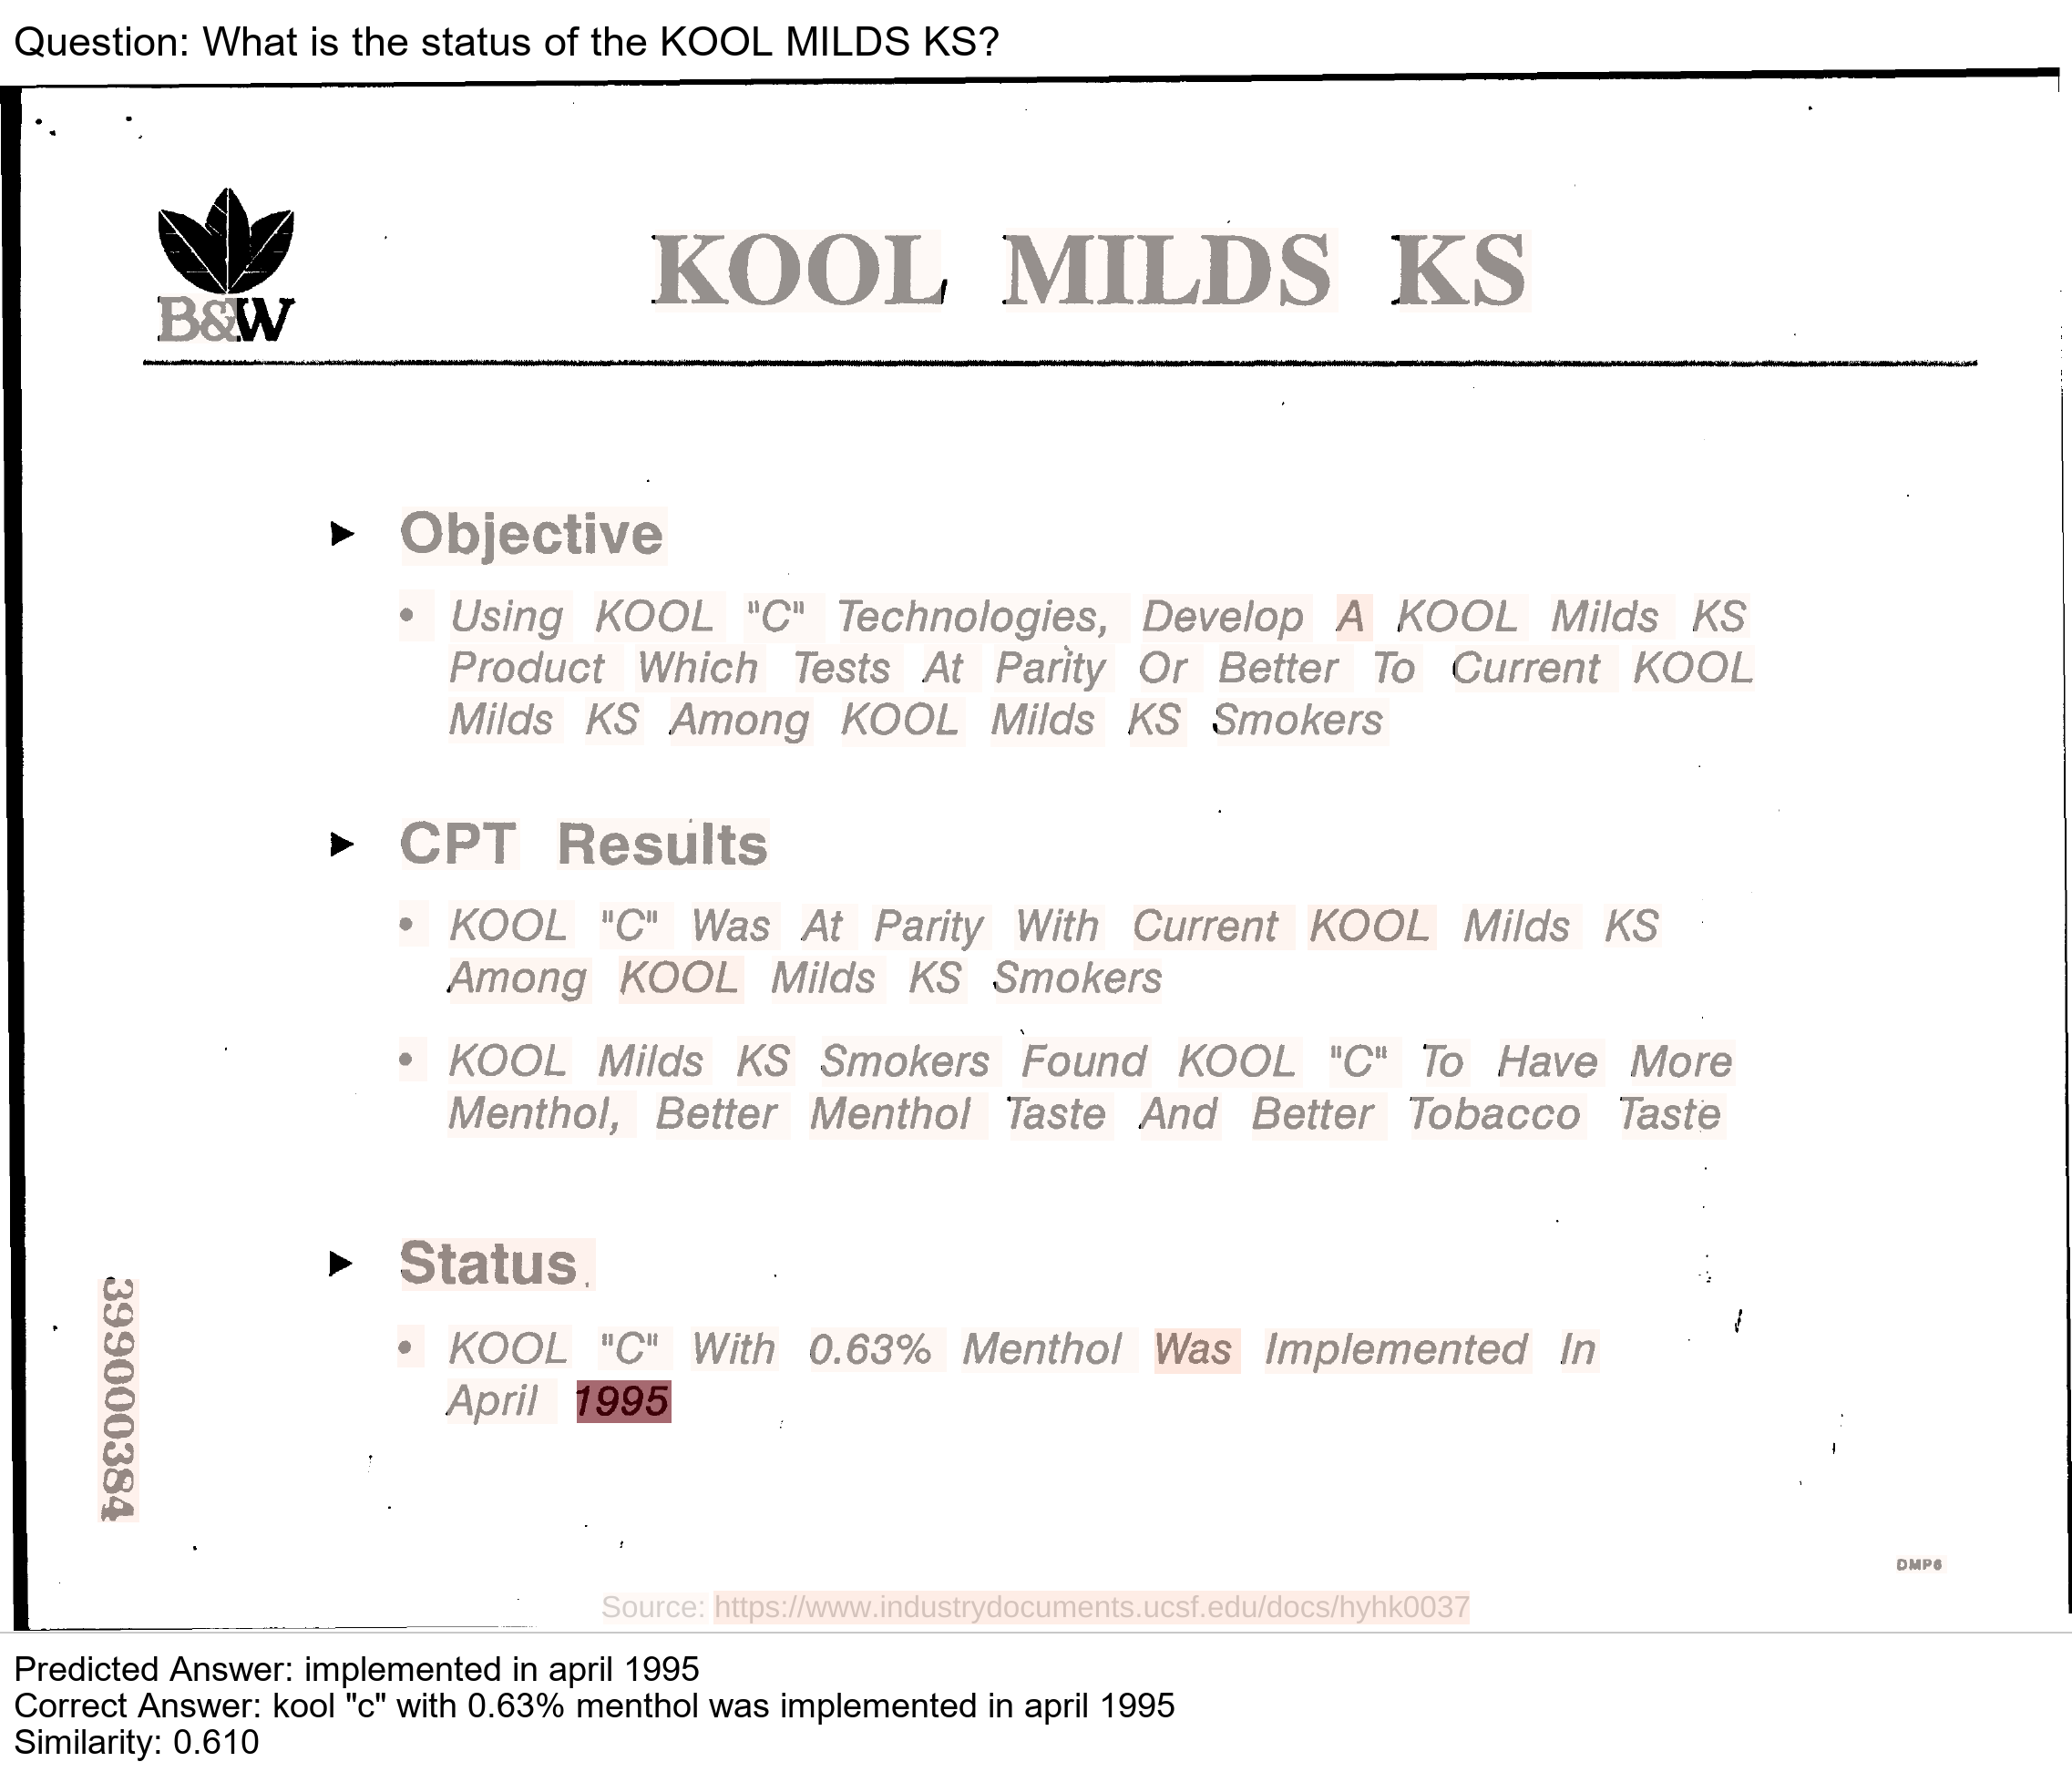 Question: What is the status of the KOOL MILDS KS?
B&W
KOOL MILDS KS
► Objective
• Using KOOL "C" Technologies, Develop A KOOL Milds KS
Product Which Tests At Parity Or Better To Current KOOL
Milds KS Among KOOL Milds KS Smokers
► CPT Results
• KOOL "C" Was At Parity With Current KOOL Milds KS
Among KOOL Milds KS Smokers
• KOOL Milds KS Smokers Found KOOL "C" To Have More
Menthol, Better Menthol Taste And Better Tobacco Taste
► Status
• KOOL "C" With 0.63% Menthol Was Implemented In
April 1995
399000384
DMP6
Source: https://www.industrydocuments.ucsf.edu/docs/hyhk0037
Predicted Answer: implemented in april 1995
Correct Answer: kool "c" with 0.63% menthol was implemented in april 1995
Similarity: 0.610